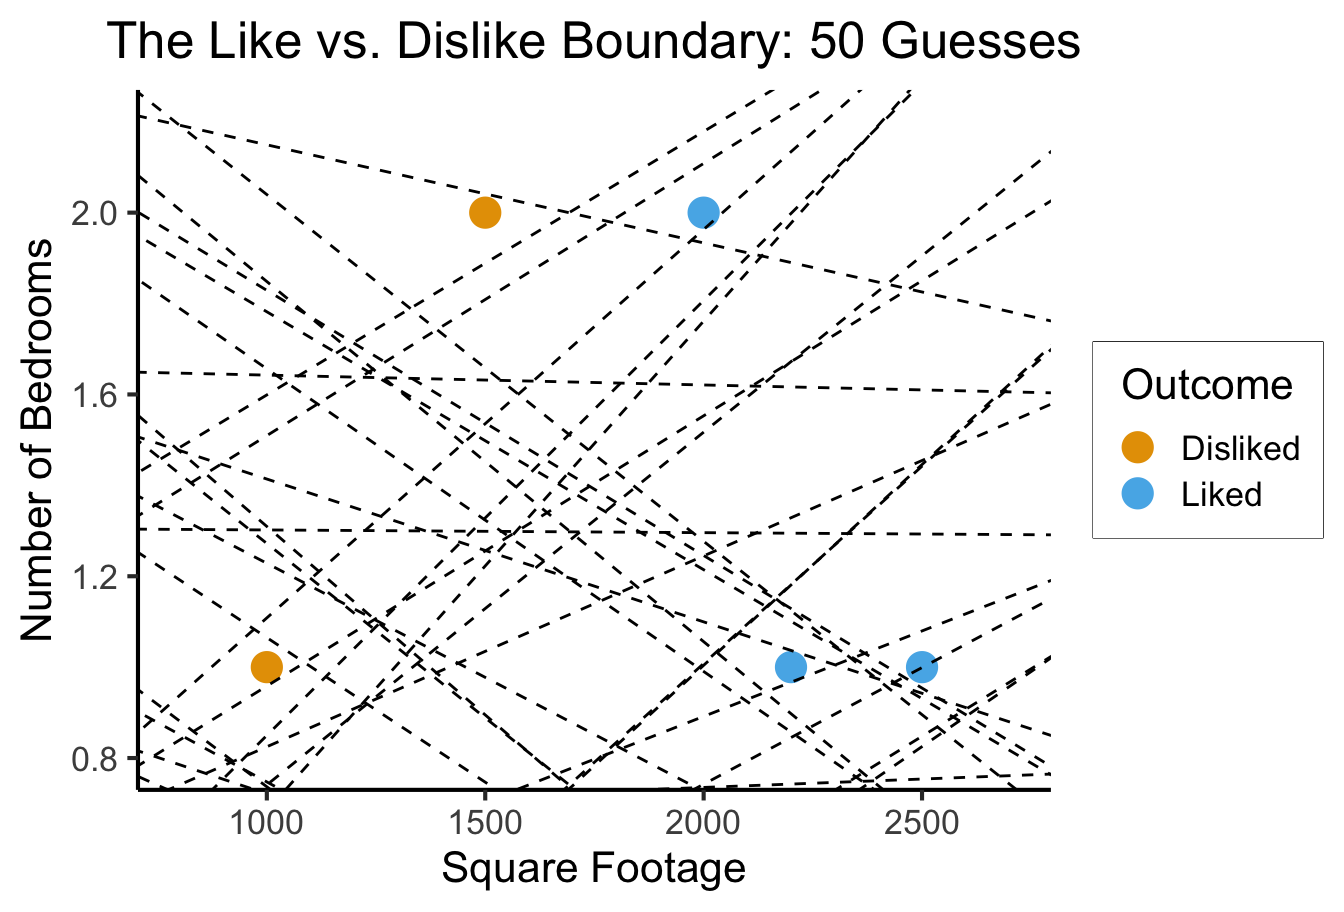 The Like vs. Dislike Boundary: 50 Guesses
Number of Bedrooms
2.0
1.6
1.2
0.8
1000
1500
2000
2500
Square Footage
Outcome
Disliked
Liked